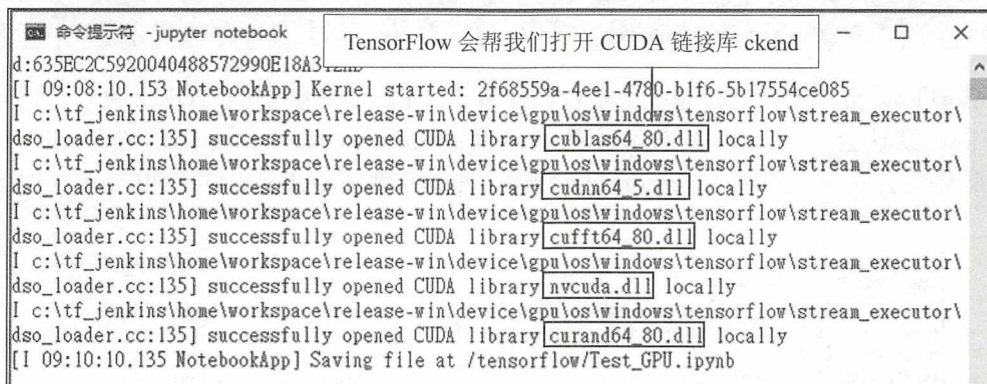 命令提示符 - jupyter notebook
TensorFlow 会帮我们打开 CUDA 链接库 ckend
[I 09:08:10.153 NotebookApp] Kernel started: 2f68559a-4ee1-4780-b1f6-5b17554ce085
I c:\tf_jenkins\home\workspace\release-win\device\gpu\os\windows\tensorflow\stream_executor\
dso_loader.cc:135] successfully opened CUDA library cublas64_80.dll locally
I c:\tf_jenkins\home\workspace\release-win\device\gpu\os\windows\tensorflow\stream_executor\
dso_loader.cc:135] successfully opened CUDA library cudnn64_5.dll locally
I c:\tf_jenkins\home\workspace\release-win\device\gpu\os\windows\tensorflow\stream_executor\
dso_loader.cc:135] successfully opened CUDA library cufft64_80.dll locally
I c:\tf_jenkins\home\workspace\release-win\device\gpu\os\windows\tensorflow\stream_executor\
dso_loader.cc:135] successfully opened CUDA library nvcuda.dll locally
I c:\tf_jenkins\home\workspace\release-win\device\gpu\os\windows\tensorflow\stream_executor\
dso_loader.cc:135] successfully opened CUDA library curand64_80.dll locally
[I 09:10:10.135 NotebookApp] Saving file at /tensorflow/Test_GPU.ipynb